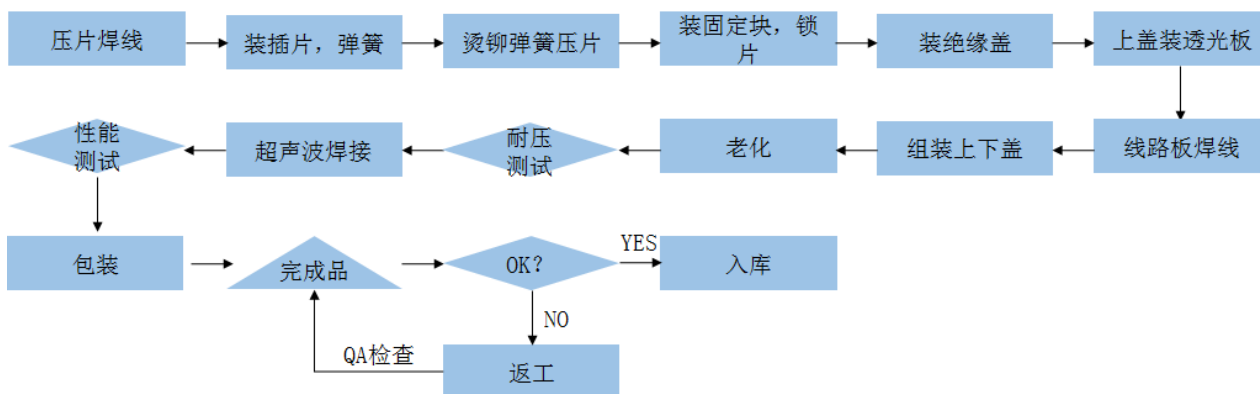 压片焊线
装插片，弹簧
烫铆弹簧压片
装固定块，锁
片
装绝缘盖
上盖装透光板
性能
测试
超声波焊接
耐压
测试
老化
组装上下盖
线路板焊线
包装
完成品
OK?
YES
入库
NO
QA检查
返工